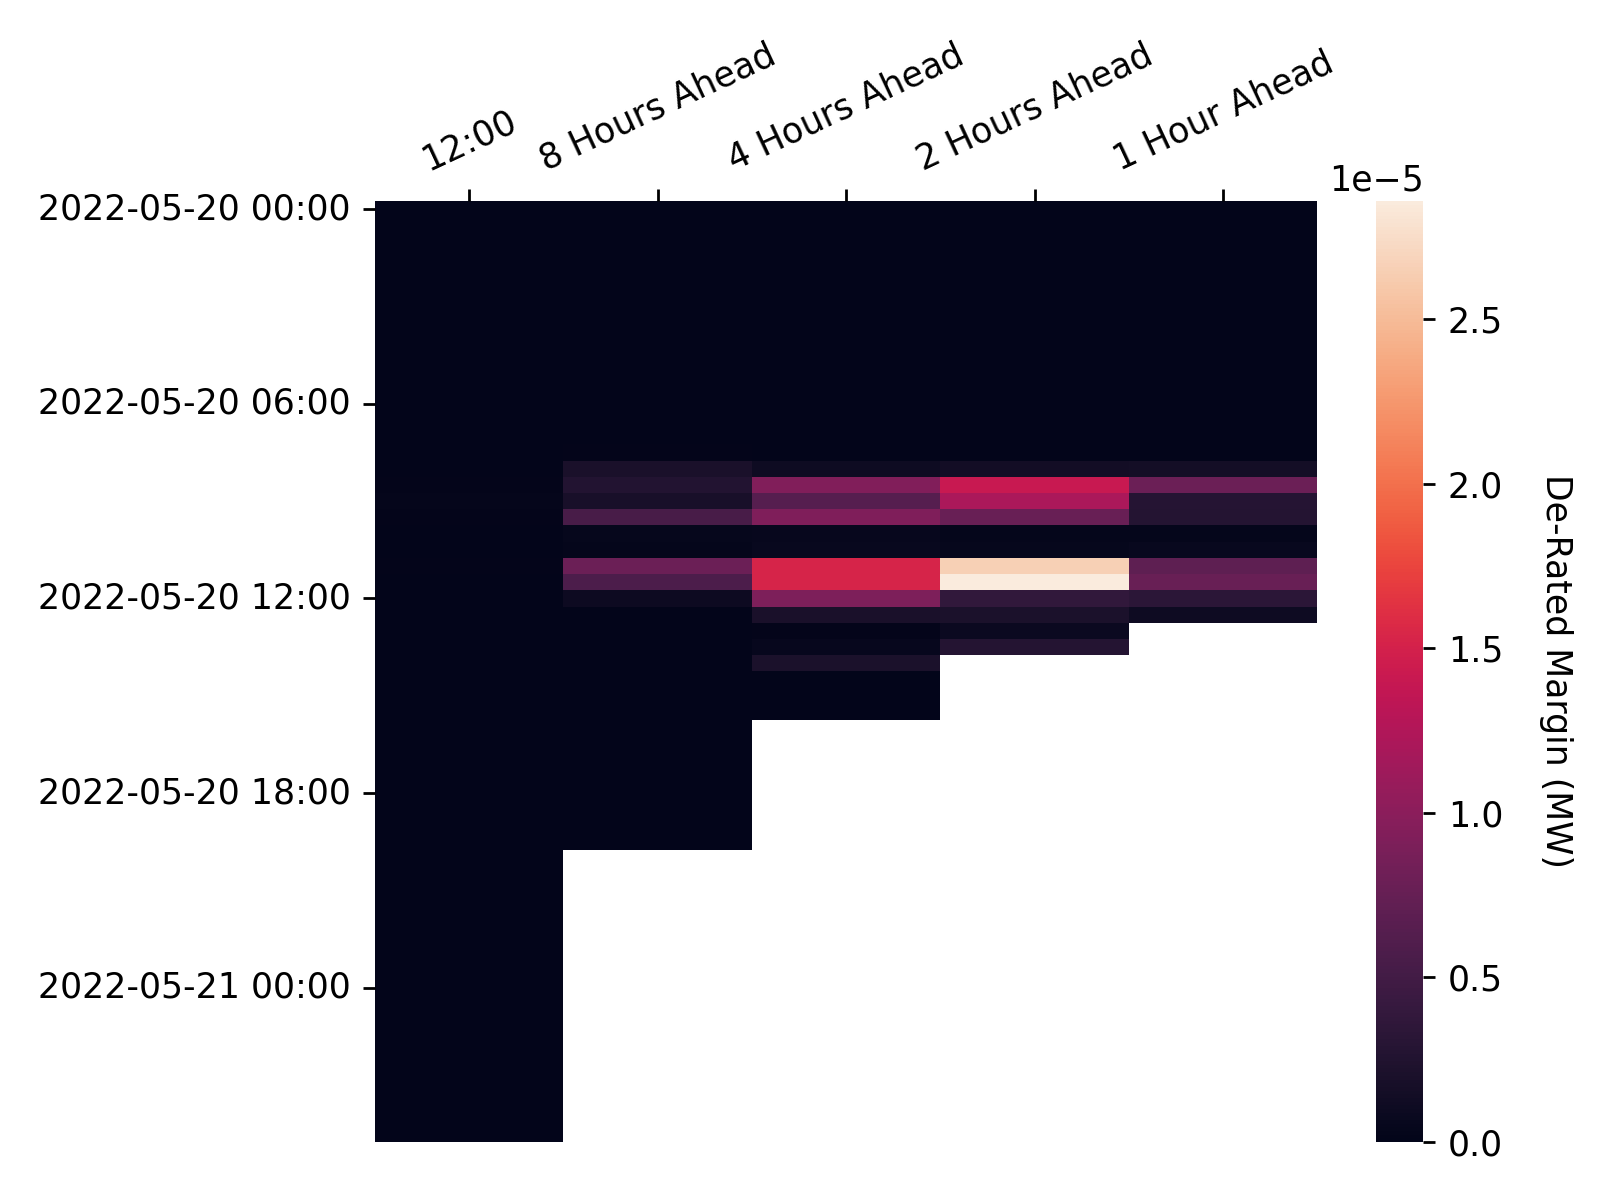 12:00
8 Hours Ahead
4 Hours Ahead
2 Hours Ahead
1 Hour Ahead
1e−5
2022-05-20 00:00
2022-05-20 06:00
2022-05-20 12:00
2022-05-20 18:00
2022-05-21 00:00
2.5
2.0
1.5
1.0
0.5
0.0
De-Rated Margin (MW)